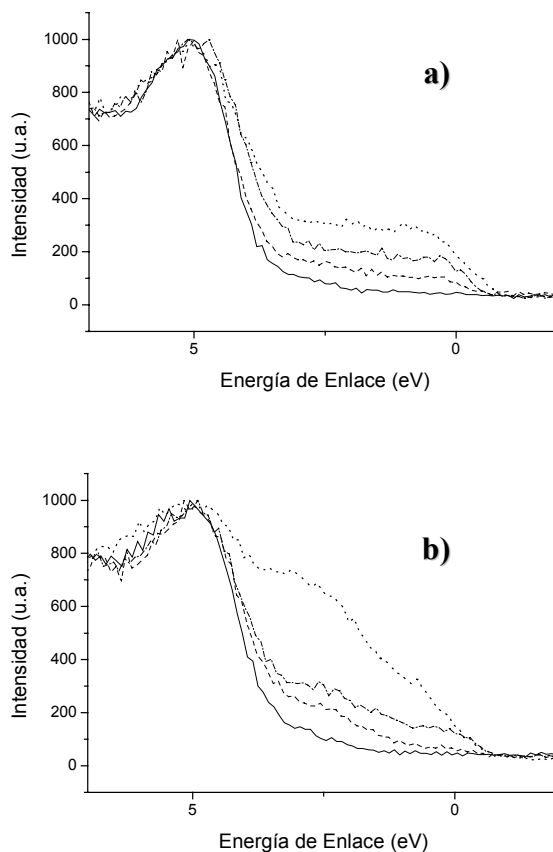 a)
1000
800
600
400
200
0
5
0
Intensidad (u.a.)
Energía de Enlace (eV)
b)
1000
800
600
400
200
0
5
0
Intensidad (u.a.)
Energía de Enlace (eV)